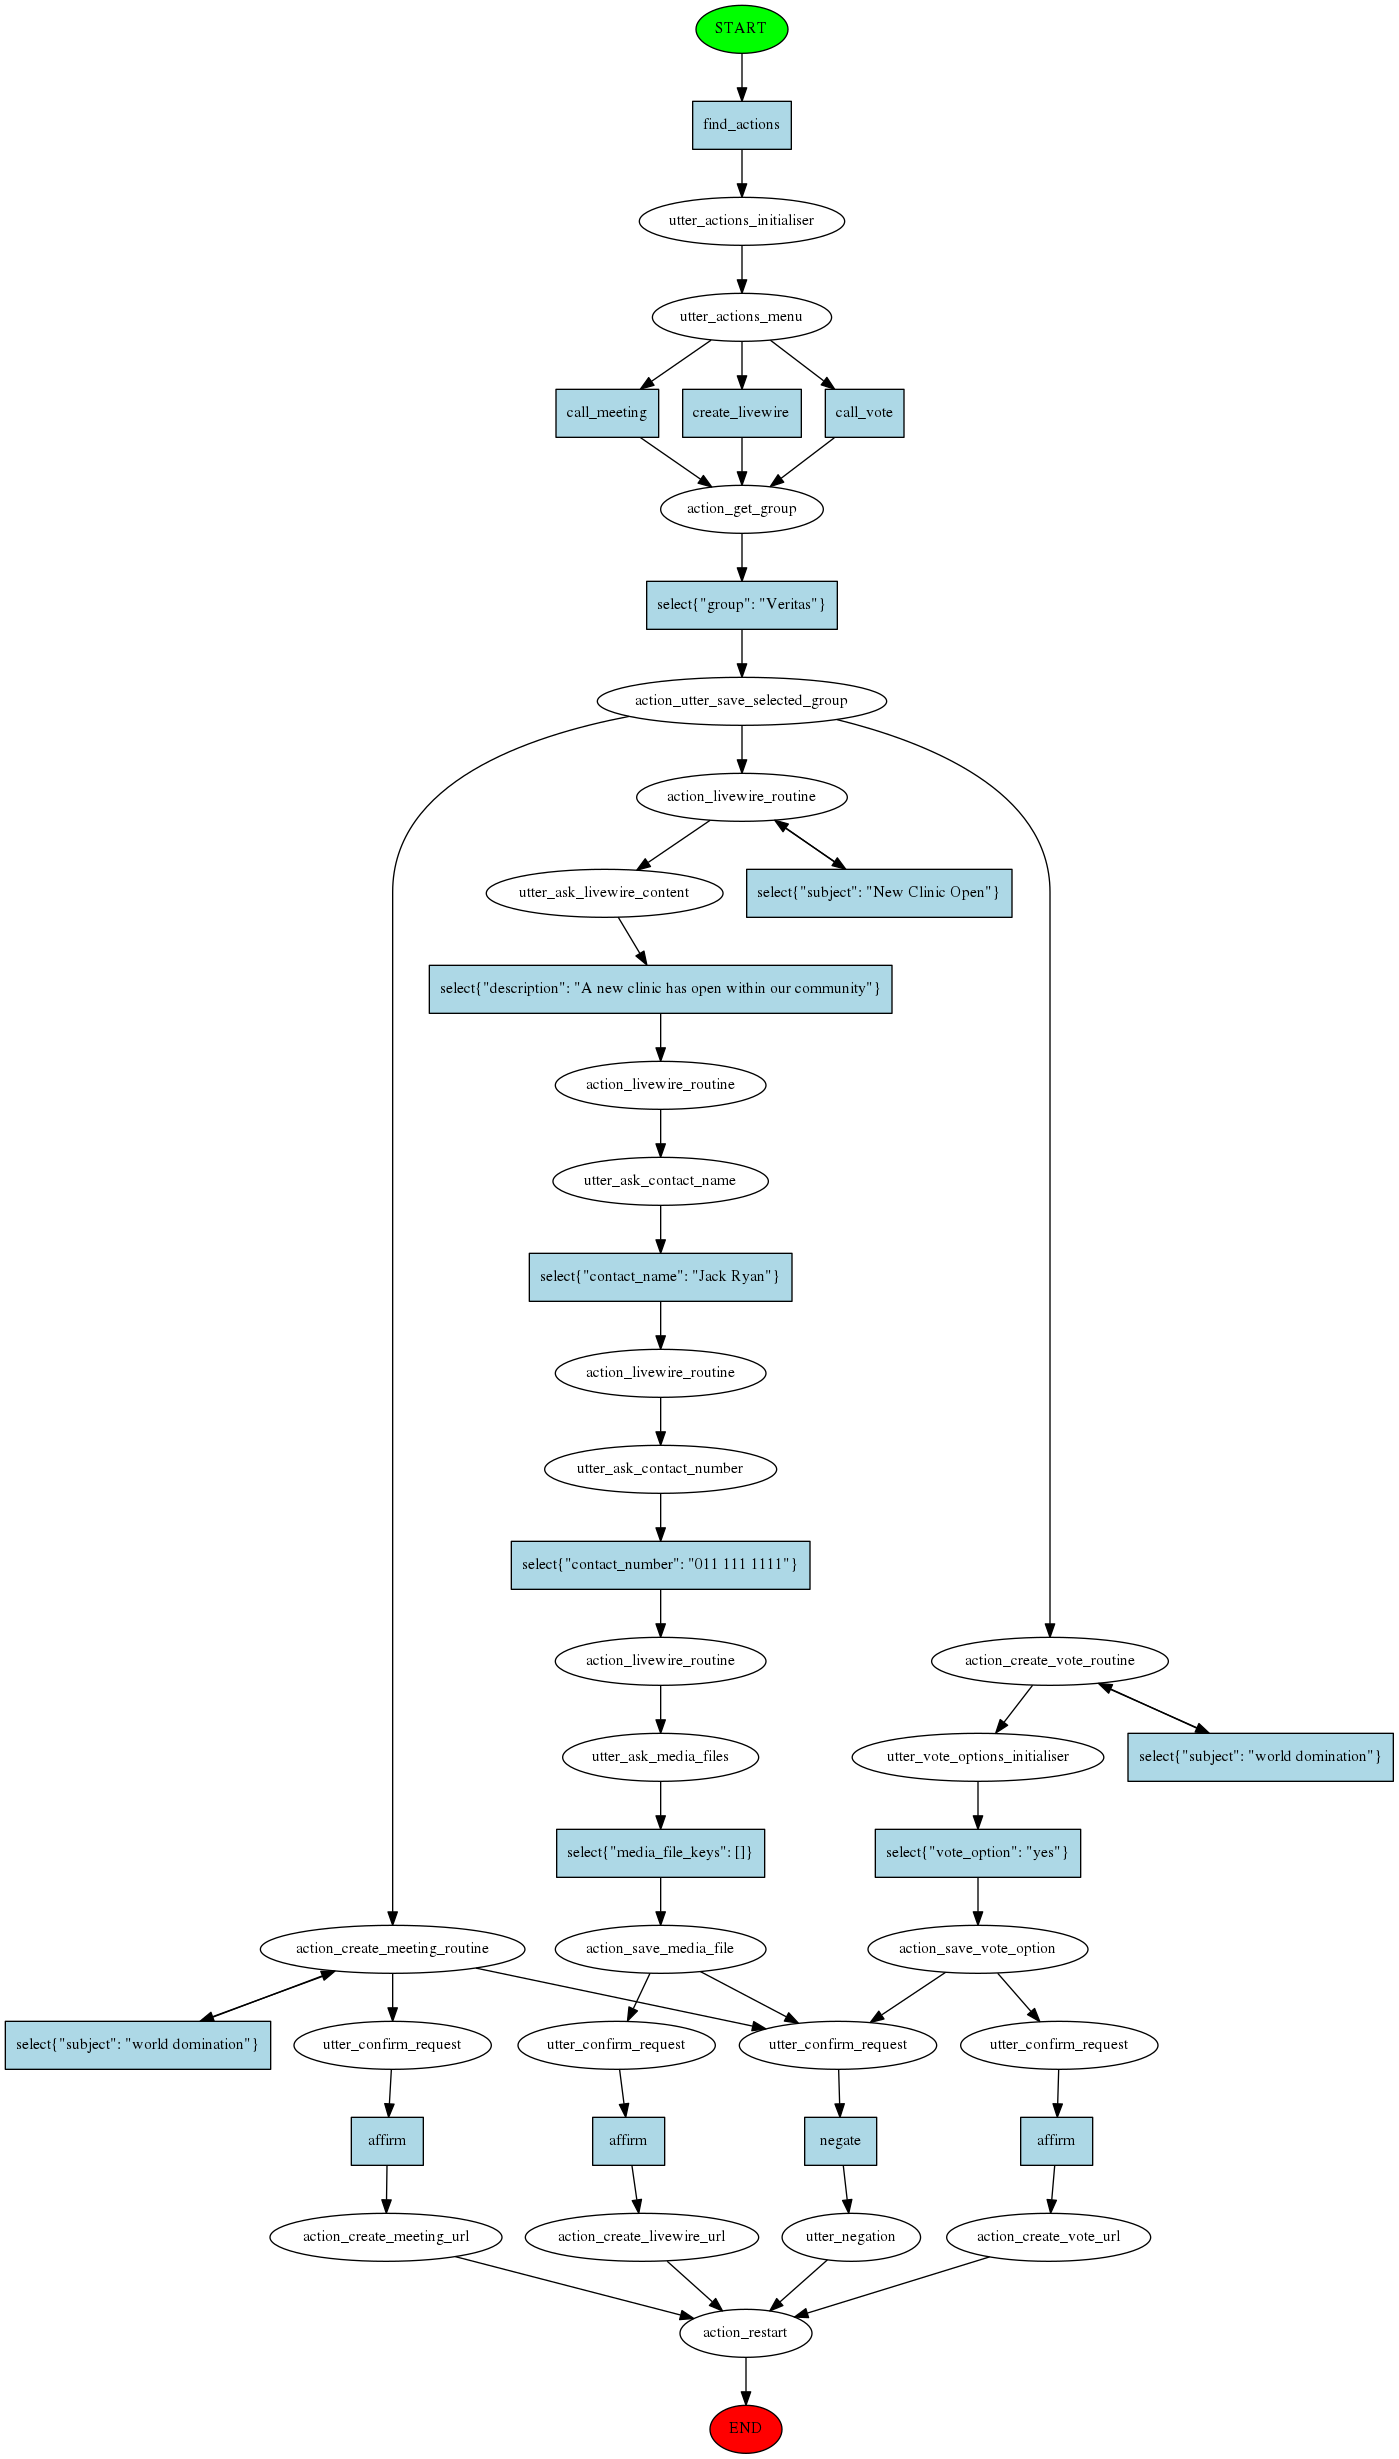 START
find_actions
utter_actions_initialiser
utter_actions_menu
call_meeting
create_livewire
call_vote
action_get_group
select{"group": "Veritas"}
action_utter_save_selected_group
action_livewire_routine
utter_ask_livewire_content
select{"subject": "New Clinic Open"}
select{"description": "A new clinic has open within our community"}
action_livewire_routine
utter_ask_contact_name
select{"contact_name": "Jack Ryan"}
action_livewire_routine
utter_ask_contact_number
select{"contact_number": "011 111 1111"}
action_livewire_routine
action_create_vote_routine
utter_ask_media_files
utter_vote_options_initialiser
select{"subject": "world domination"}
select{"media_file_keys": []}
select{"vote_option": "yes"}
action_create_meeting_routine
action_save_media_file
action_save_vote_option
select{"subject": "world domination"}
utter_confirm_request
utter_confirm_request
utter_confirm_request
utter_confirm_request
affirm
affirm
negate
affirm
action_create_meeting_url
action_create_livewire_url
utter_negation
action_create_vote_url
action_restart
END